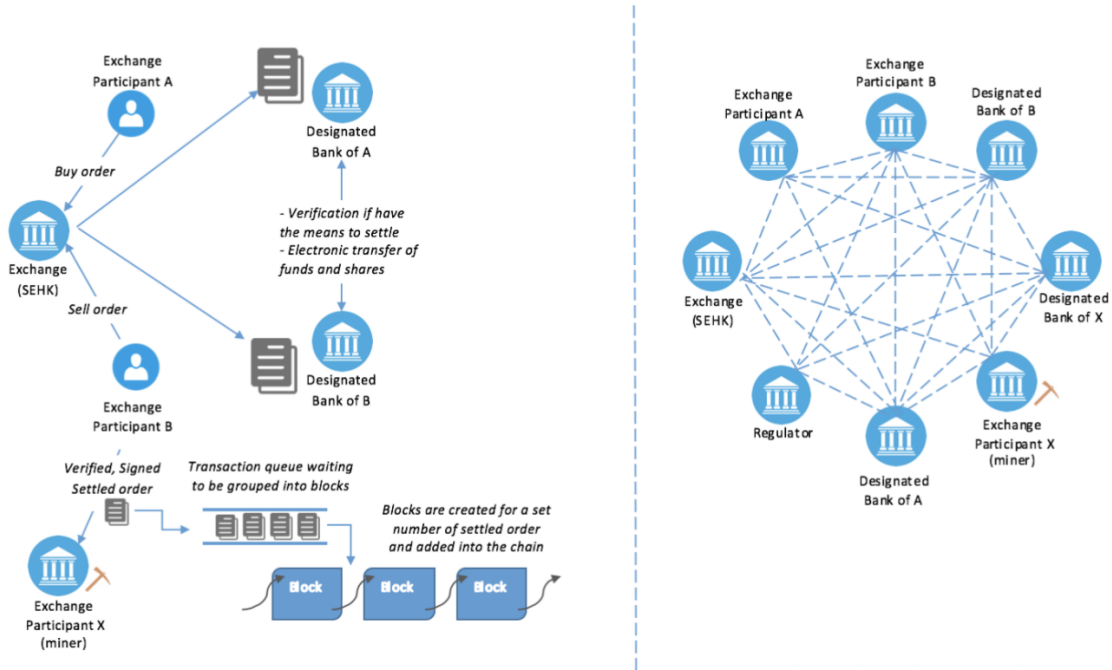 Exchange
Participant A
Buy order
Exchange
(SEHK)
Sell order
Exchange
Participant B
Designated
Bank of A
- Verification if have
the means to settle
- Electronic transfer of
funds and shares
Designated
Bank of B
Verified, Signed
Settled order
Transaction queue waiting
to be grouped into blocks
Blocks are created for a set
number of settled order
and added into the chain
Block
Block
Block
Exchange
Participant X
(miner)
Exchange
Participant A
Exchange
Participant B
Designated
Bank of B
Exchange
(SEHK)
Designated
Bank of X
Regulator
Designated
Bank of A
Exchange
Participant X
(miner)